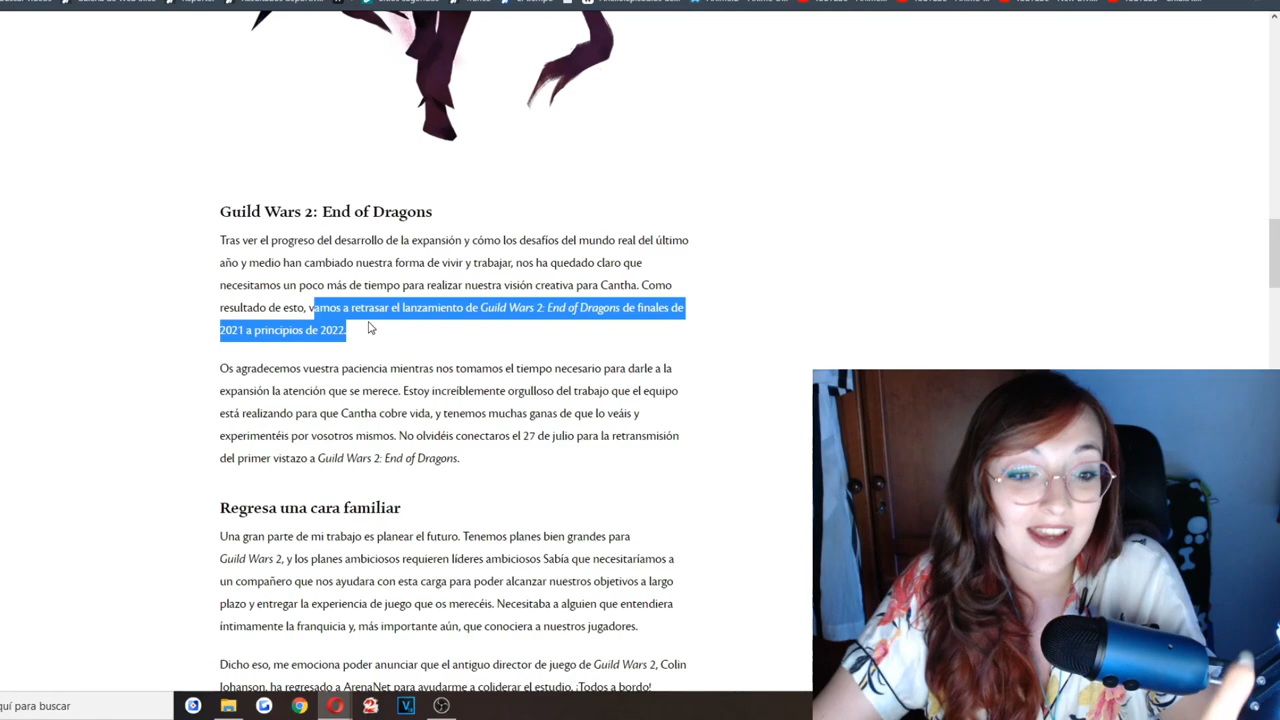 Guild Wars 2: End of Dragons
Tras ver el progreso del desarrollo de la expansión y cómo los desafíos del mundo real del último
año y medio han cambiado nuestra forma de vivir y trabajar, nos ha quedado claro que
necesitamos un poco más de tiempo para realizar nuestra visión creativa para Cantha. Como
resultado de esto, vamos a retrasar el lanzamiento de Guild Wars 2: End of Dragons de finales de
2021 a principios de 2022.
Os agradecemos vuestra paciencia mientras nos tomamos el tiempo necesario para darle a la
expansión la atención que se merece. Estoy increíblemente orgulloso del trabajo que el equipo
está realizando para que Cantha cobre vida, y tenemos muchas ganas de que lo veáis y
experimentéis por vosotros mismos. No olvidéis conectaros el 27 de julio para la retransmisión
del primer vistazo a Guild Wars 2: End of Dragons.
Regresa una cara familiar
Una gran parte de mi trabajo es planear el futuro. Tenemos planes bien grandes para
Guild Wars 2, y los planes ambiciosos requieren líderes ambiciosos Sabía que necesitaríamos a
un compañero que nos ayudara con esta carga para poder alcanzar nuestros objetivos a largo
plazo y entregar la experiencia de juego que os merecéis. Necesitaba a alguien que entendiera
íntimamente la franquicia y, más importante aún, que conociera a nuestros jugadores.
Dicho eso, me emociona poder anunciar que el antiguo director de juego de Guild Wars 2, Colin
Johanson, ha regresado a ArenaNet para ayudarme a coliderar el estudio. ¡Todos a bordo!
quí para buscar